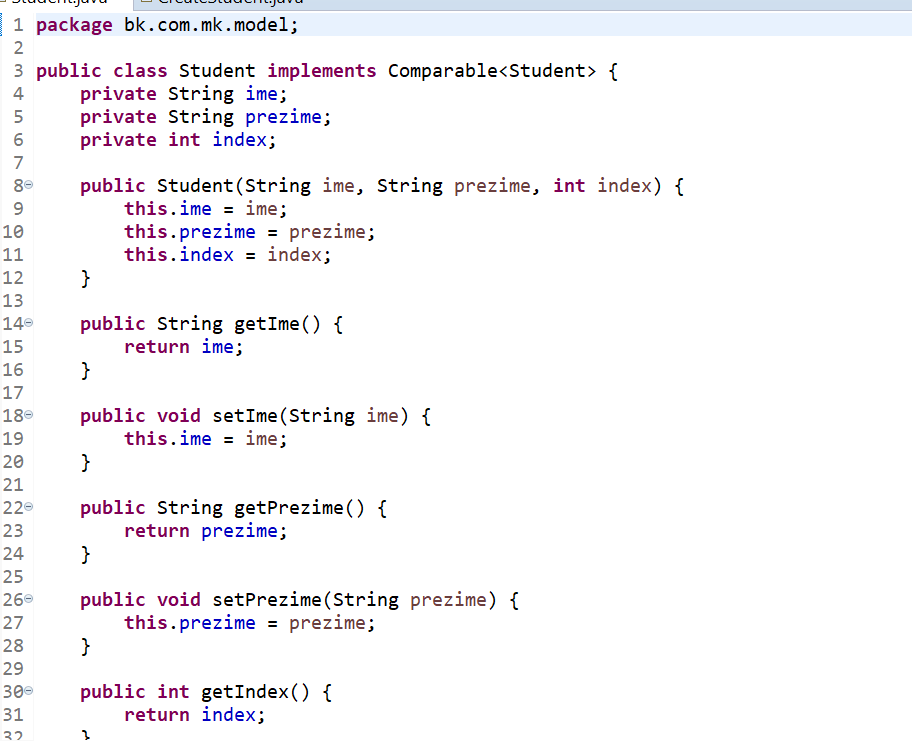 Student.java CreateStudent.java
1 package bk.com.mk.model;
2
3 public class Student implements Comparable<Student> {
4     private String ime;
5     private String prezime;
6     private int index;
7
8     public Student(String ime, String prezime, int index) {
9         this.ime = ime;
10         this.prezime = prezime;
11         this.index = index;
12     }
13
14     public String getIme() {
15         return ime;
16     }
17
18     public void setIme(String ime) {
19         this.ime = ime;
20     }
21
22     public String getPrezime() {
23         return prezime;
24     }
25
26     public void setPrezime(String prezime) {
27         this.prezime = prezime;
28     }
29
30     public int getIndex() {
31         return index;
32     }